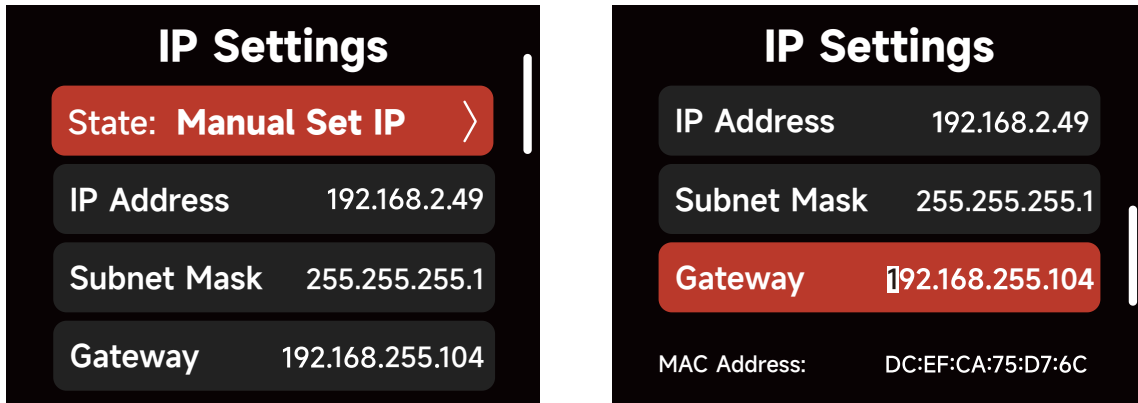 IP Settings
State: Manual Set IP
IP Address 192.168.2.49
Subnet Mask 255.255.255.1
Gateway 192.168.255.104
IP Settings
IP Address 192.168.2.49
Subnet Mask 255.255.255.1
Gateway 192.168.255.104
MAC Address: DC:EF:CA:75:D7:6C